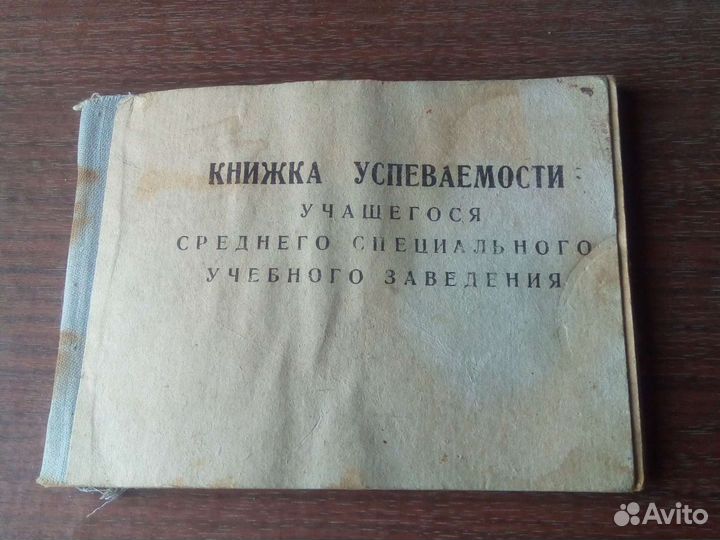 КНИЖКА УСПЕВАЕМОСТИ
УЧАЩЕГОСЯ
СРЕДНЕГО СПЕЦИАЛЬНОГО
УЧЕБНОГО ЗАВЕДЕНИЯ
Avito